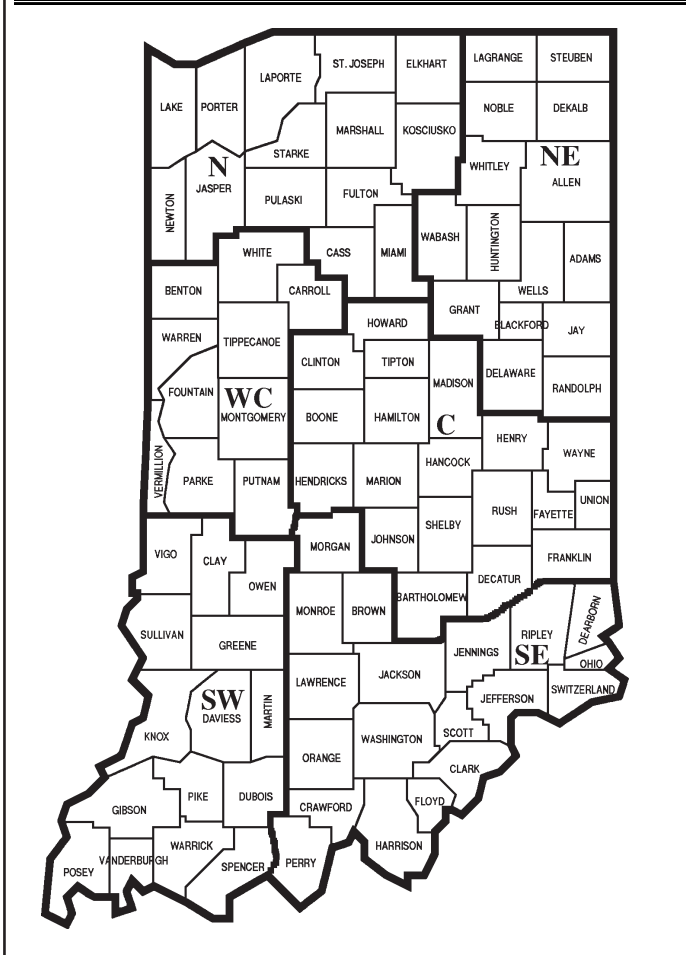 ST. JOSEPH
ELKHART
LAGRANGE
STEUBEN
LAPORTE
LAKE
PORTER
NOBLE
DEKALB
MARSHALL
KOSCIUSKO
STARKE
N
NE
WHITLEY
ALLEN
JASPER
NEWTON
PULASKI
FULTON
WABASH
HUNTINGTON
WHITE
CASS
MIAMI
ADAMS
BENTON
CARROLL
WELLS
GRANT
HOWARD
BLACKFORD
JAY
WARREN
TIPPECANOE
CLINTON
TIPTON
MADISON
DELAWARE
RANDOLPH
FOUNTAIN
WC
MONTGOMERY
BOONE
HAMILTON
C
HENRY
WAYNE
VERMILLION
PARKE
PUTNAM
HENDRICKS
MARION
HANCOCK
UNION
RUSH
FAYETTE
SHELBY
JOHNSON
MORGAN
VIGO
CLAY
FRANKLIN
OWEN
DECATUR
BARTHOLOMEW
MONROE
BROWN
DEARBORN
SULLIVAN
GREENE
JENNINGS
RIPLEY
SE
OHIO
LAWRENCE
JACKSON
SWITZERLAND
JEFFERSON
SW
DAVIESS
MARTIN
KNOX
SCOTT
WASHINGTON
ORANGE
CLARK
PIKE
DUBOIS
GIBSON
CRAWFORD
FLOYD
WARRICK
HARRISON
VANDERBURGH
PERRY
SPENCER
POSEY